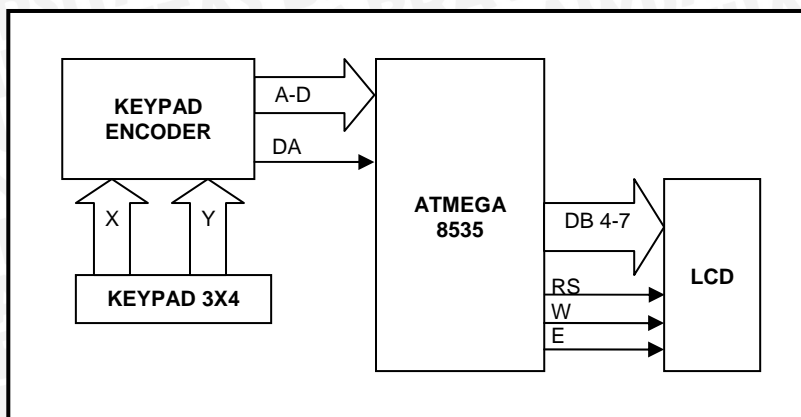 KEYPAD
ENCODER
A-D
DA
X
Y
KEYPAD 3X4
ATMEGA
8535
DB 4-7
RS
W
E
LCD